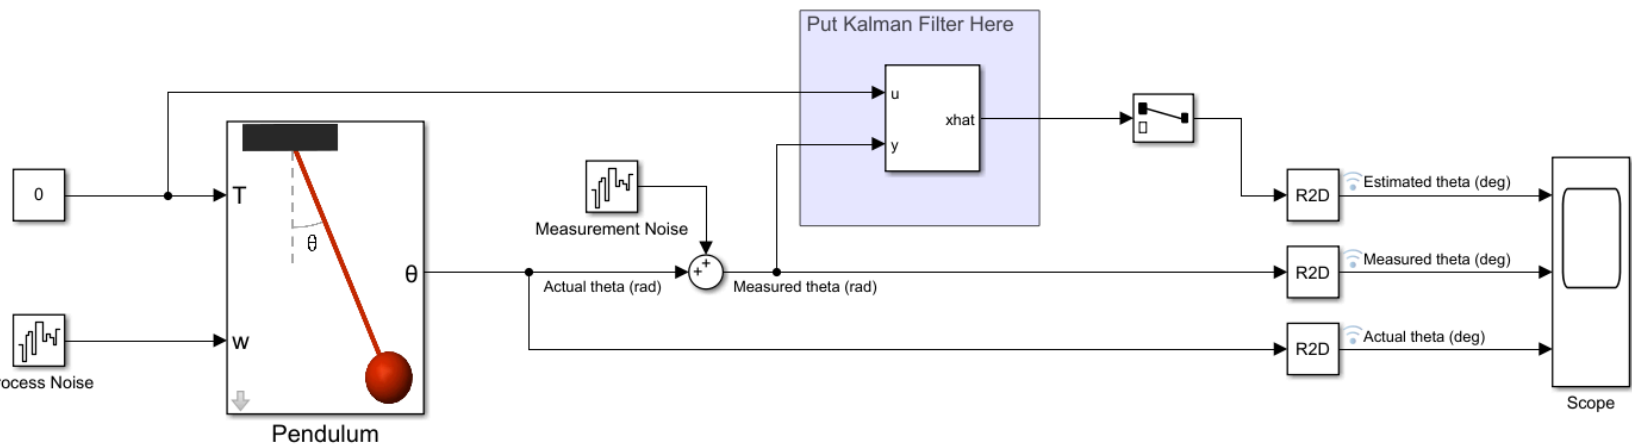 Put Kalman Filter Here
u
xhat
y
0
T
θ
Measurement Noise
R2D
Estimated theta (deg)
θ
Actual theta (rad)
Measured theta (rad)
R2D
Measured theta (deg)
w
R2D
Actual theta (deg)
rocess Noise
Scope
Pendulum